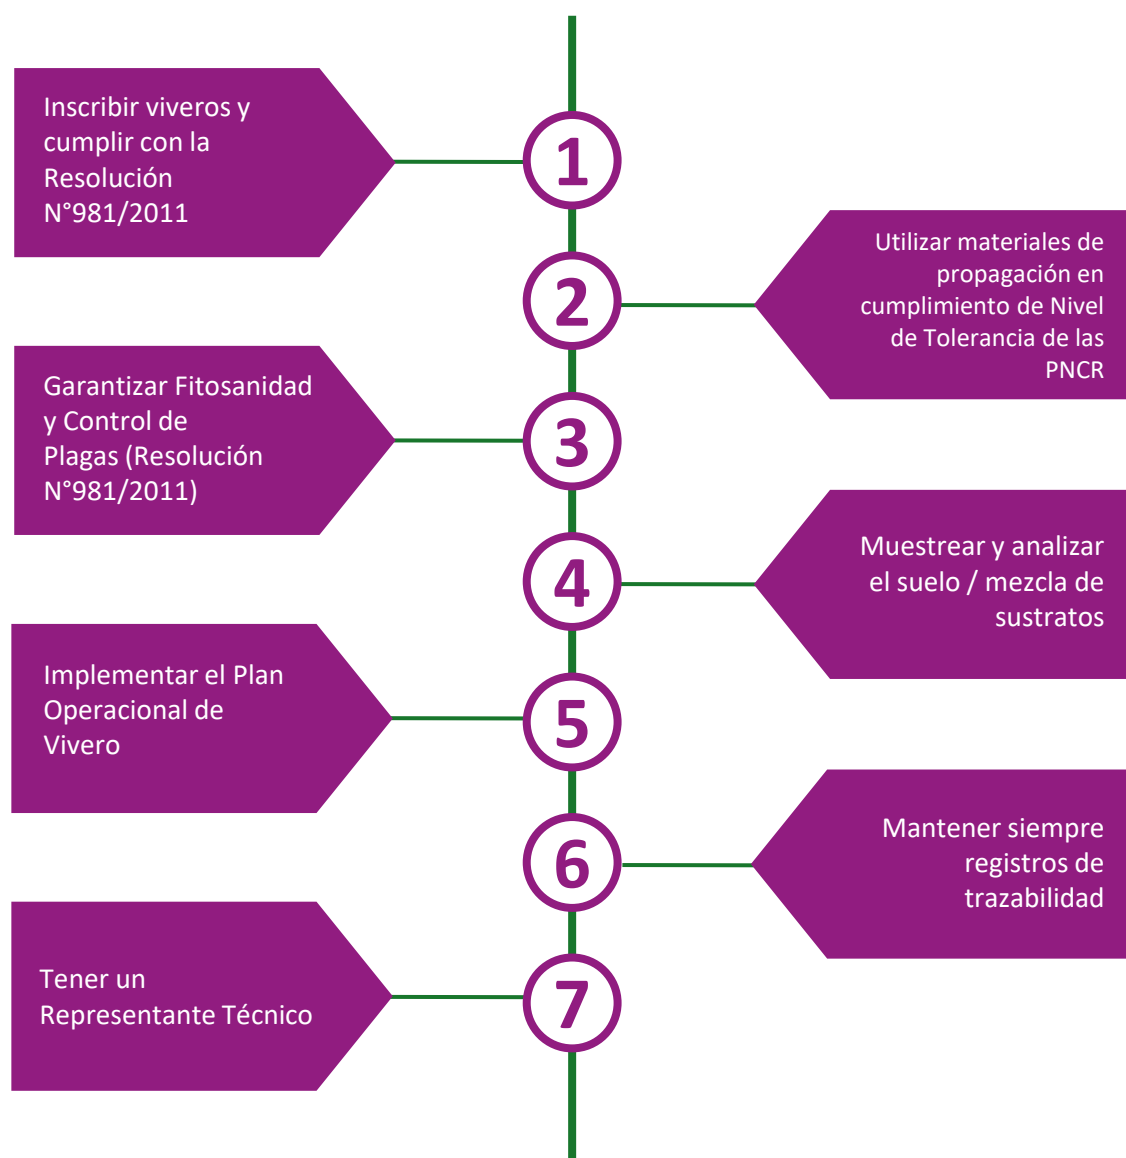 Inscribir viveros y
cumplir con la
Resolución
N°981/2011
1
2
Utilizar materiales de
propagación en
cumplimiento de Nivel
de Tolerancia de las
PNCR
Garantizar Fitosanidad
y Control de
Plagas (Resolución
N°981/2011)
3
4
Muestrear y analizar
el suelo / mezcla de
sustratos
Implementar el Plan
Operacional de
Vivero
5
6
Mantener siempre
registros de
trazabilidad
Tener un
Representante Técnico
7